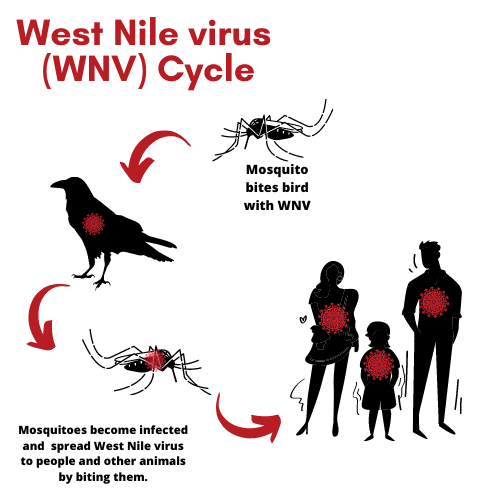 West Nile virus
(WNV) Cycle
Mosquito
bites bird
with WNV
Mosquitoes become infected
and spread West Nile virus
to people and other animals
by biting them.